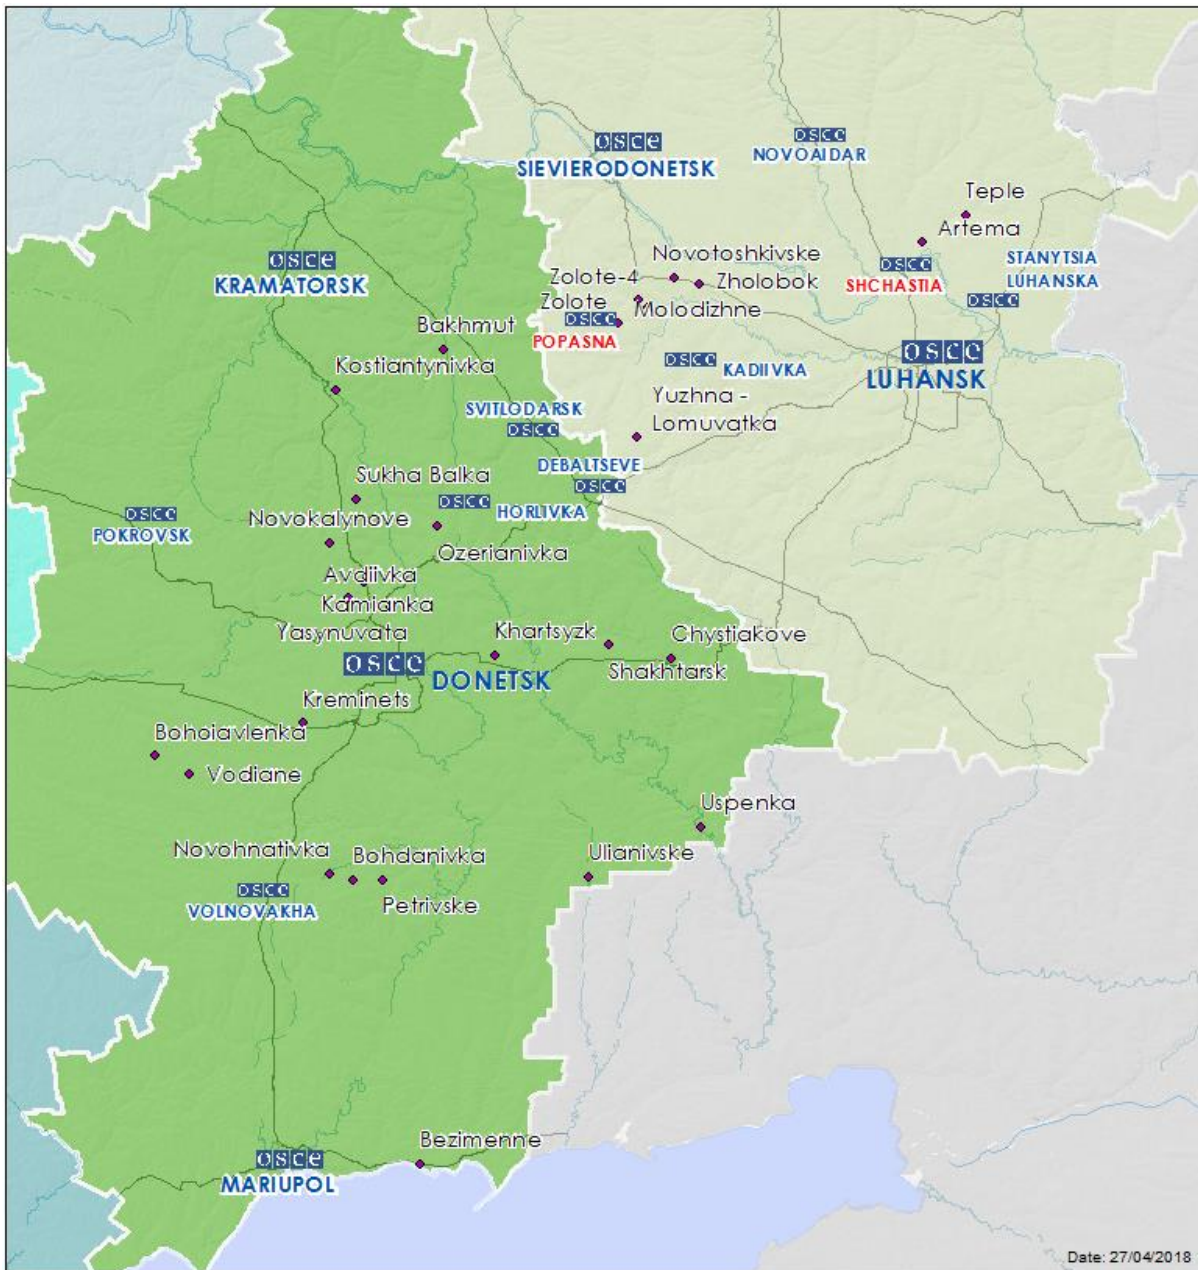 osce
SIEVIERODONETSK
osce
NOVOAIDAR
Teple
Artema
osce
KRAMATORSK
Novotoshkivske
Zolote-4
Zholobok
osce
SHCHASTIA
STANYTSIA
LUHANSKA
osce
Zolote
Molodizhne
osce
POPASNA
Bakhmut
Kostiantynivka
osce
KADIIVKA
osce
LUHANSK
Yuzhna -
Lomuvatka
SVITLODARSK
osce
DEBALTSEVE
osce
Sukha Balka
osce
HORLIVKA
osce
POKROVSK
Novokalynove
Ozerianivka
Avdiivka
Kamianka
Yasynuvata
Khartsyzk
Chystiakove
Shakhtarsk
osce
DONETSK
Kreminets
Bohoiavlenka
Vodiane
Uspenka
Novohnativka
Bohdanivka
Ulianivske
osce
VOLNOVAKHA
Petrivske
Bezimenne
osce
MARIUPOL
Date: 27/04/2018